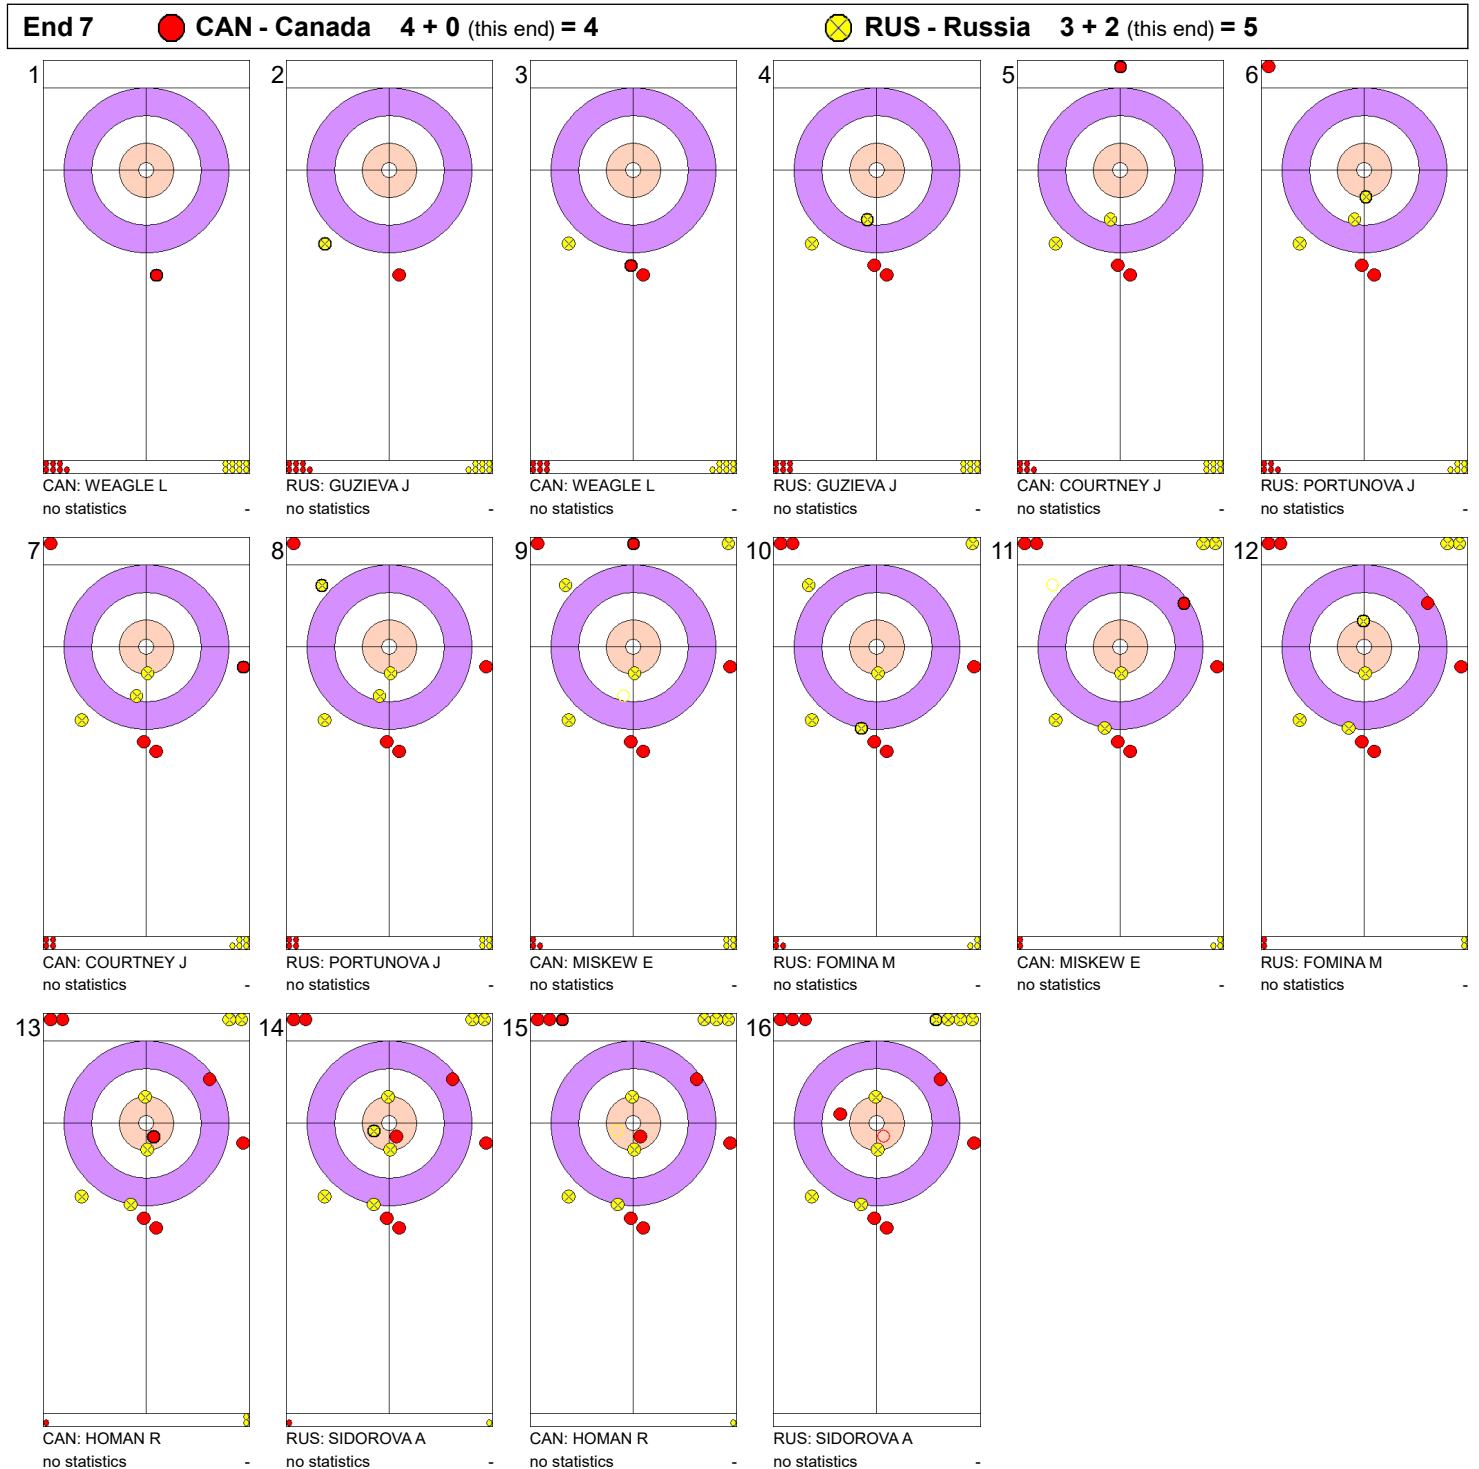 End 7 CAN - Canada 4 + 0 (this end) = 4 RUS - Russia 3 + 2 (this end) = 5
1 2 3 4 5 6
CAN: WEAGLE L RUS: GUZIEVA J CAN: WEAGLE L RUS: GUZIEVA J CAN: COURTNEY J RUS: PORTUNOVA J
no statistics - no statistics - no statistics - no statistics - no statistics - no statistics -
7 8 9 10 11 12
CAN: COURTNEY J RUS: PORTUNOVA J CAN: MISKEW E RUS: FOMINA M CAN: MISKEW E RUS: FOMINA M
no statistics - no statistics - no statistics - no statistics - no statistics - no statistics -
13 14 15 16
CAN: HOMAN R RUS: SIDOROVA A CAN: HOMAN R RUS: SIDOROVA A
no statistics - no statistics - no statistics - no statistics -